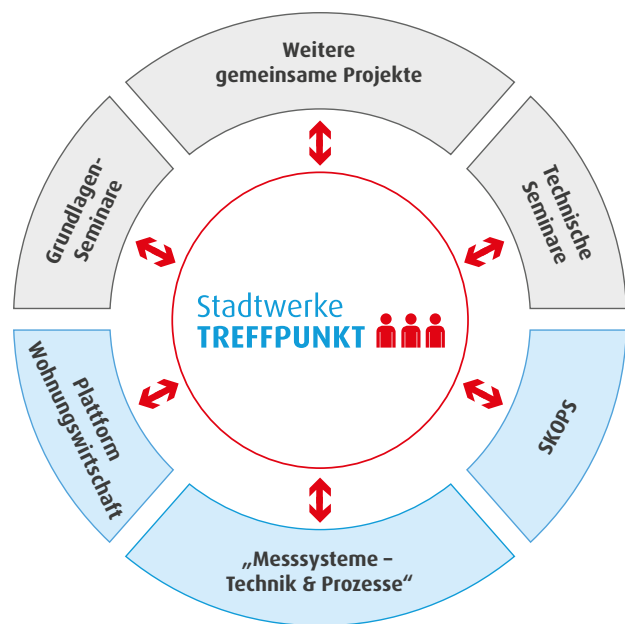 Weitere
gemeinsame Projekte
Grundlagen-
Seminare
Technische
Seminare
Stadtwerke
TREFFPUNKT
Plattform
Wohnungswirtschaft
SKOPS
„Messsysteme –
Technik & Prozesse“